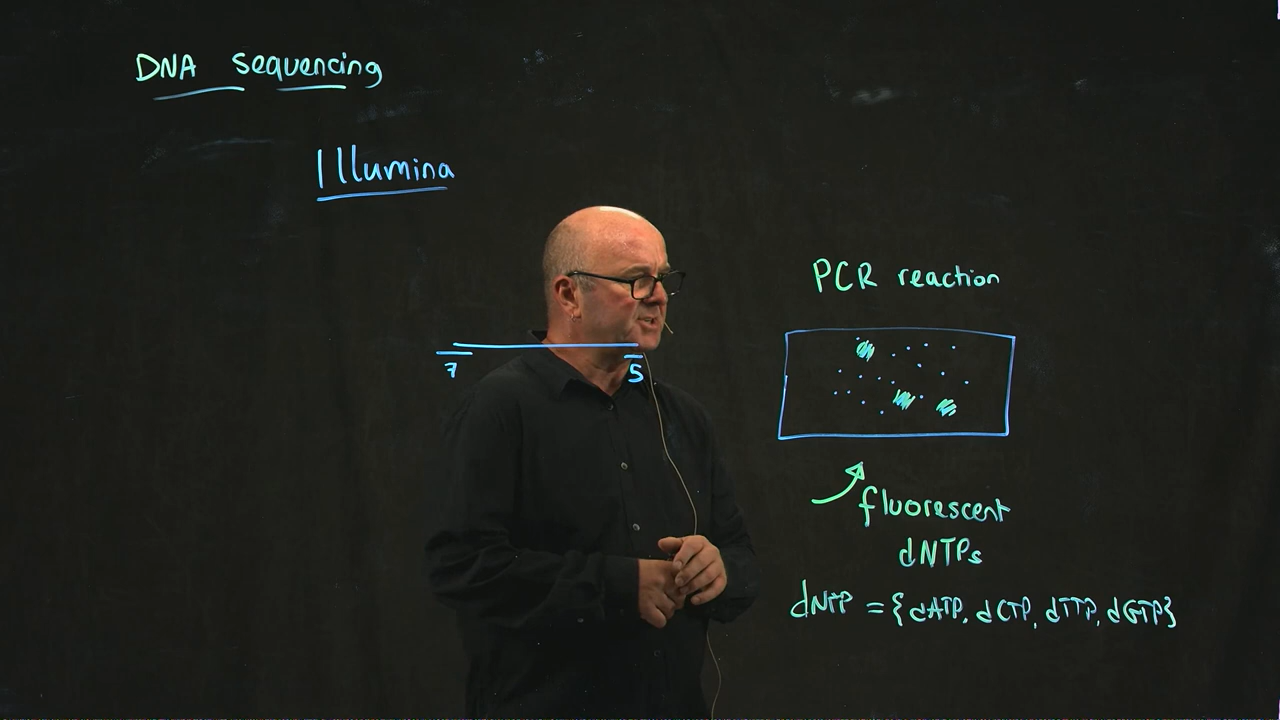 DNA sequencing
Illumina
PCR reaction
7 5
fluorescent
dNTPs
dNTP = {dATP, dCTP, dTTP, dGTP}